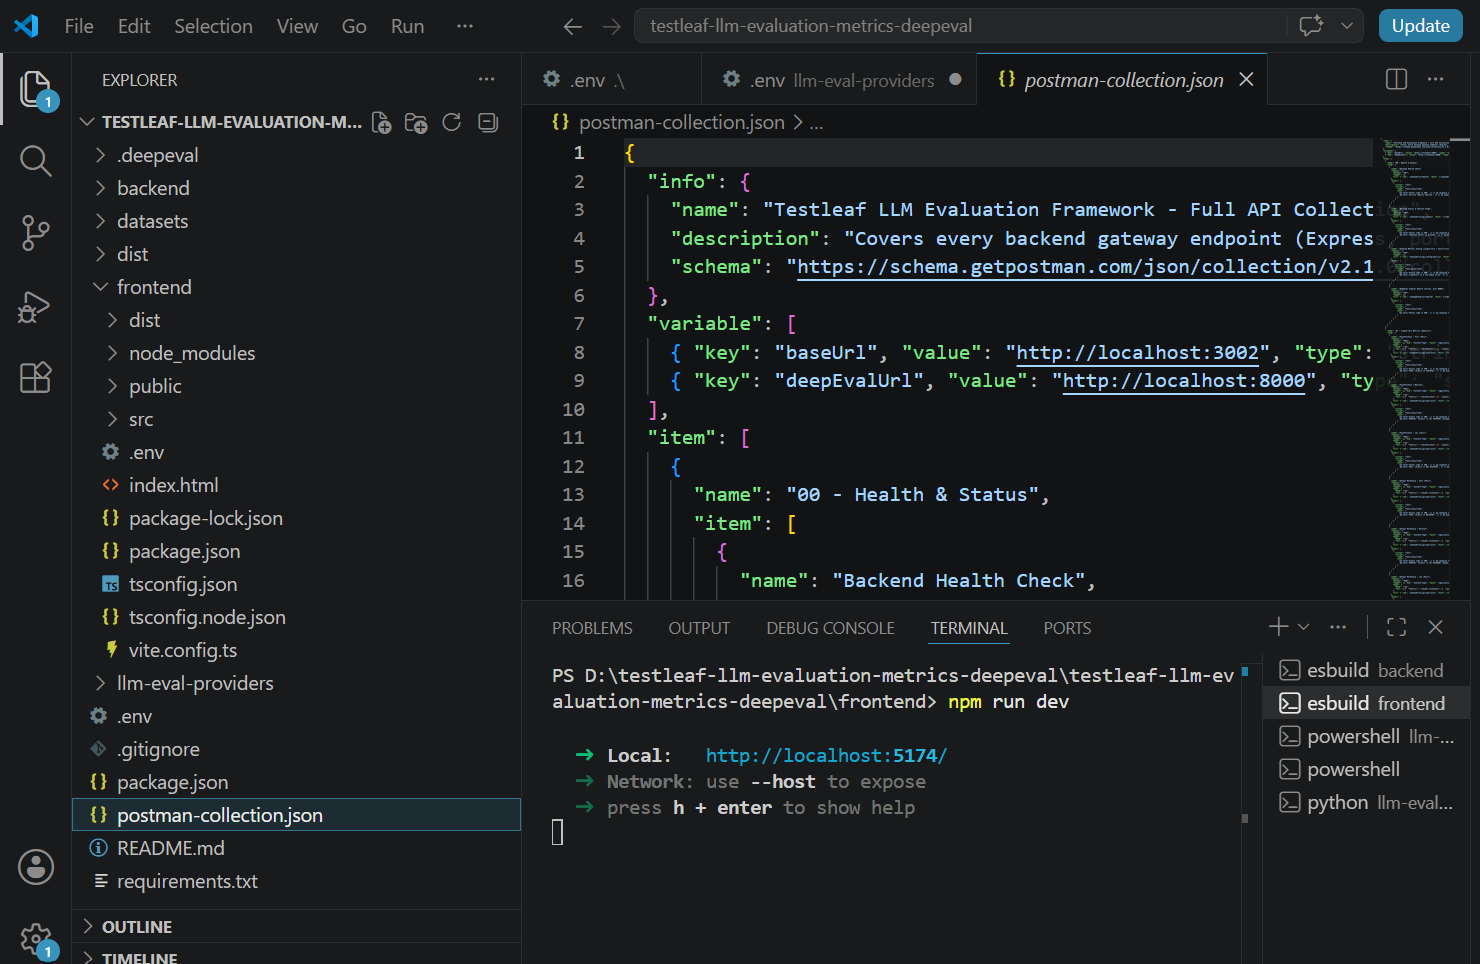 File Edit Selection View Go Run ··· testleaf-llm-evaluation-metrics-deepeval Update
EXPLORER
TESTLEAF-LLM-EVALUATION-M...
.deepeval
backend
datasets
dist
frontend
dist
node_modules
public
src
.env
index.html
package-lock.json
package.json
tsconfig.json
tsconfig.node.json
vite.config.ts
llm-eval-providers
.env
.gitignore
package.json
postman-collection.json
README.md
requirements.txt
OUTLINE
TIMELINE
1
1
.env .\ .env llm-eval-providers postman-collection.json
{} postman-collection.json > ...
1 {
2 "info": {
3 "name": "Testleaf LLM Evaluation Framework - Full API Collect
4 "description": "Covers every backend gateway endpoint (Express
5 "schema": "https://schema.getpostman.com/json/collection/v2.1
6 },
7 "variable": [
8 { "key": "baseUrl", "value": "http://localhost:3002", "type":
9 { "key": "deepEvalUrl", "value": "http://localhost:8000", "ty
10 ],
11 "item": [
12 {
13 "name": "00 - Health & Status",
14 "item": [
15 {
16 "name": "Backend Health Check",
PROBLEMS OUTPUT DEBUG CONSOLE TERMINAL PORTS
PS D:\testleaf-llm-evaluation-metrics-deepeval\testleaf-llm-ev
aluation-metrics-deepeval\frontend> npm run dev
➜ Local: http://localhost:5174/
➜ Network: use --host to expose
➜ press h + enter to show help
esbuild backend
esbuild frontend
powershell llm-...
powershell
python llm-eval...